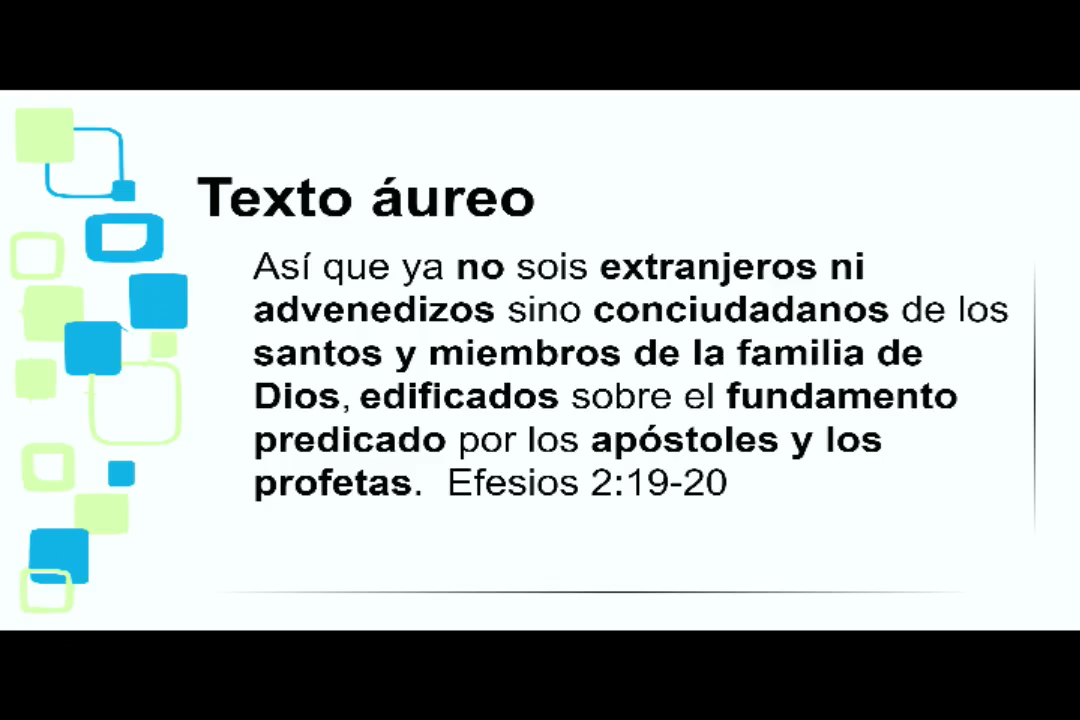 Texto áureo
Así que ya no sois extranjeros ni
advenedizos sino conciudadanos de los
santos y miembros de la familia de
Dios, edificados sobre el fundamento
predicado por los apóstoles y los
profetas.  Efesios 2:19-20